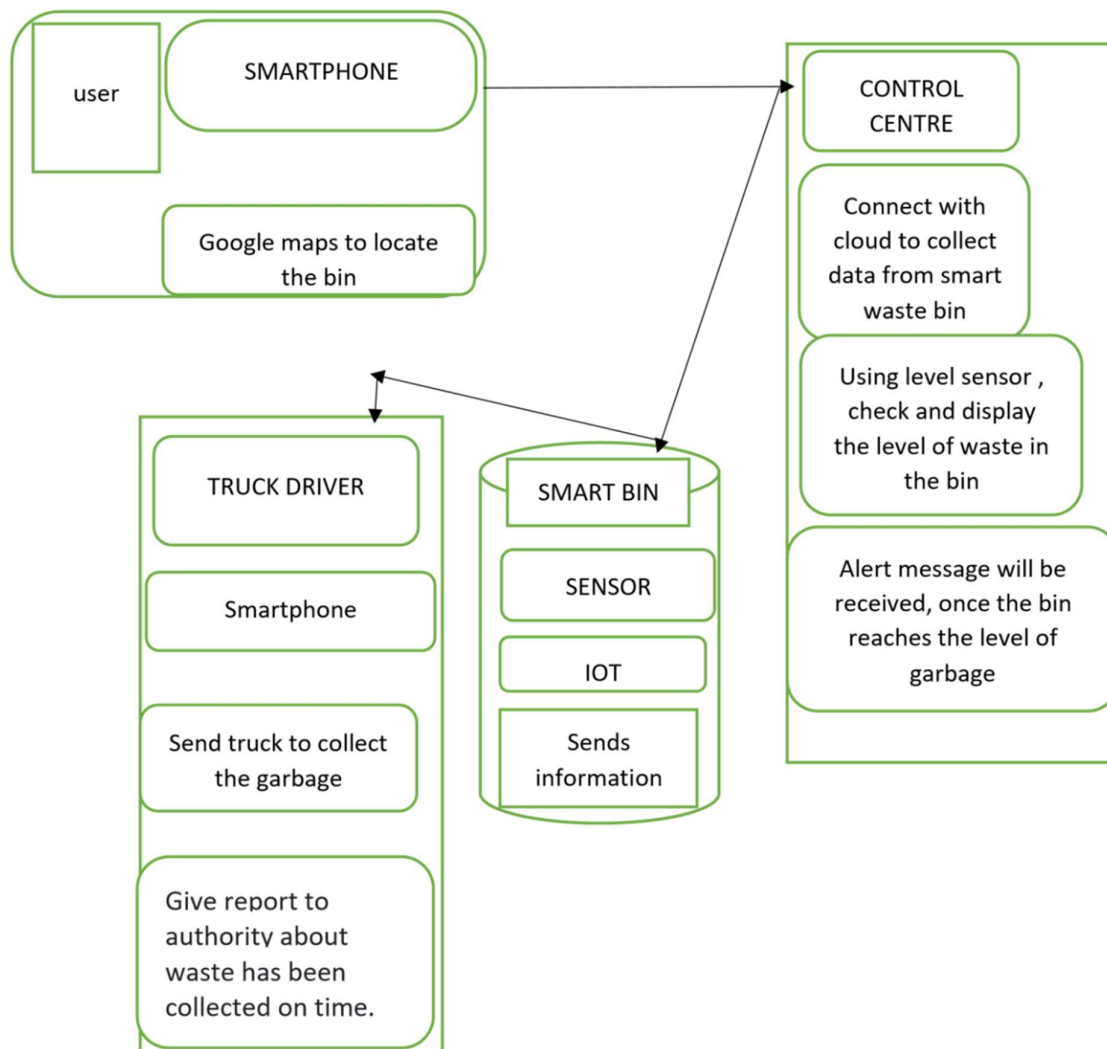 user
SMARTPHONE
Google maps to locate
the bin
CONTROL
CENTRE
Connect with
cloud to collect
data from smart
waste bin
Using level sensor ,
check and display
the level of waste in
the bin
Alert message will be
received, once the bin
reaches the level of
garbage
TRUCK DRIVER
Smartphone
Send truck to collect
the garbage
Give report to
authority about
waste has been
collected on time.
SMART BIN
SENSOR
IOT
Sends
information